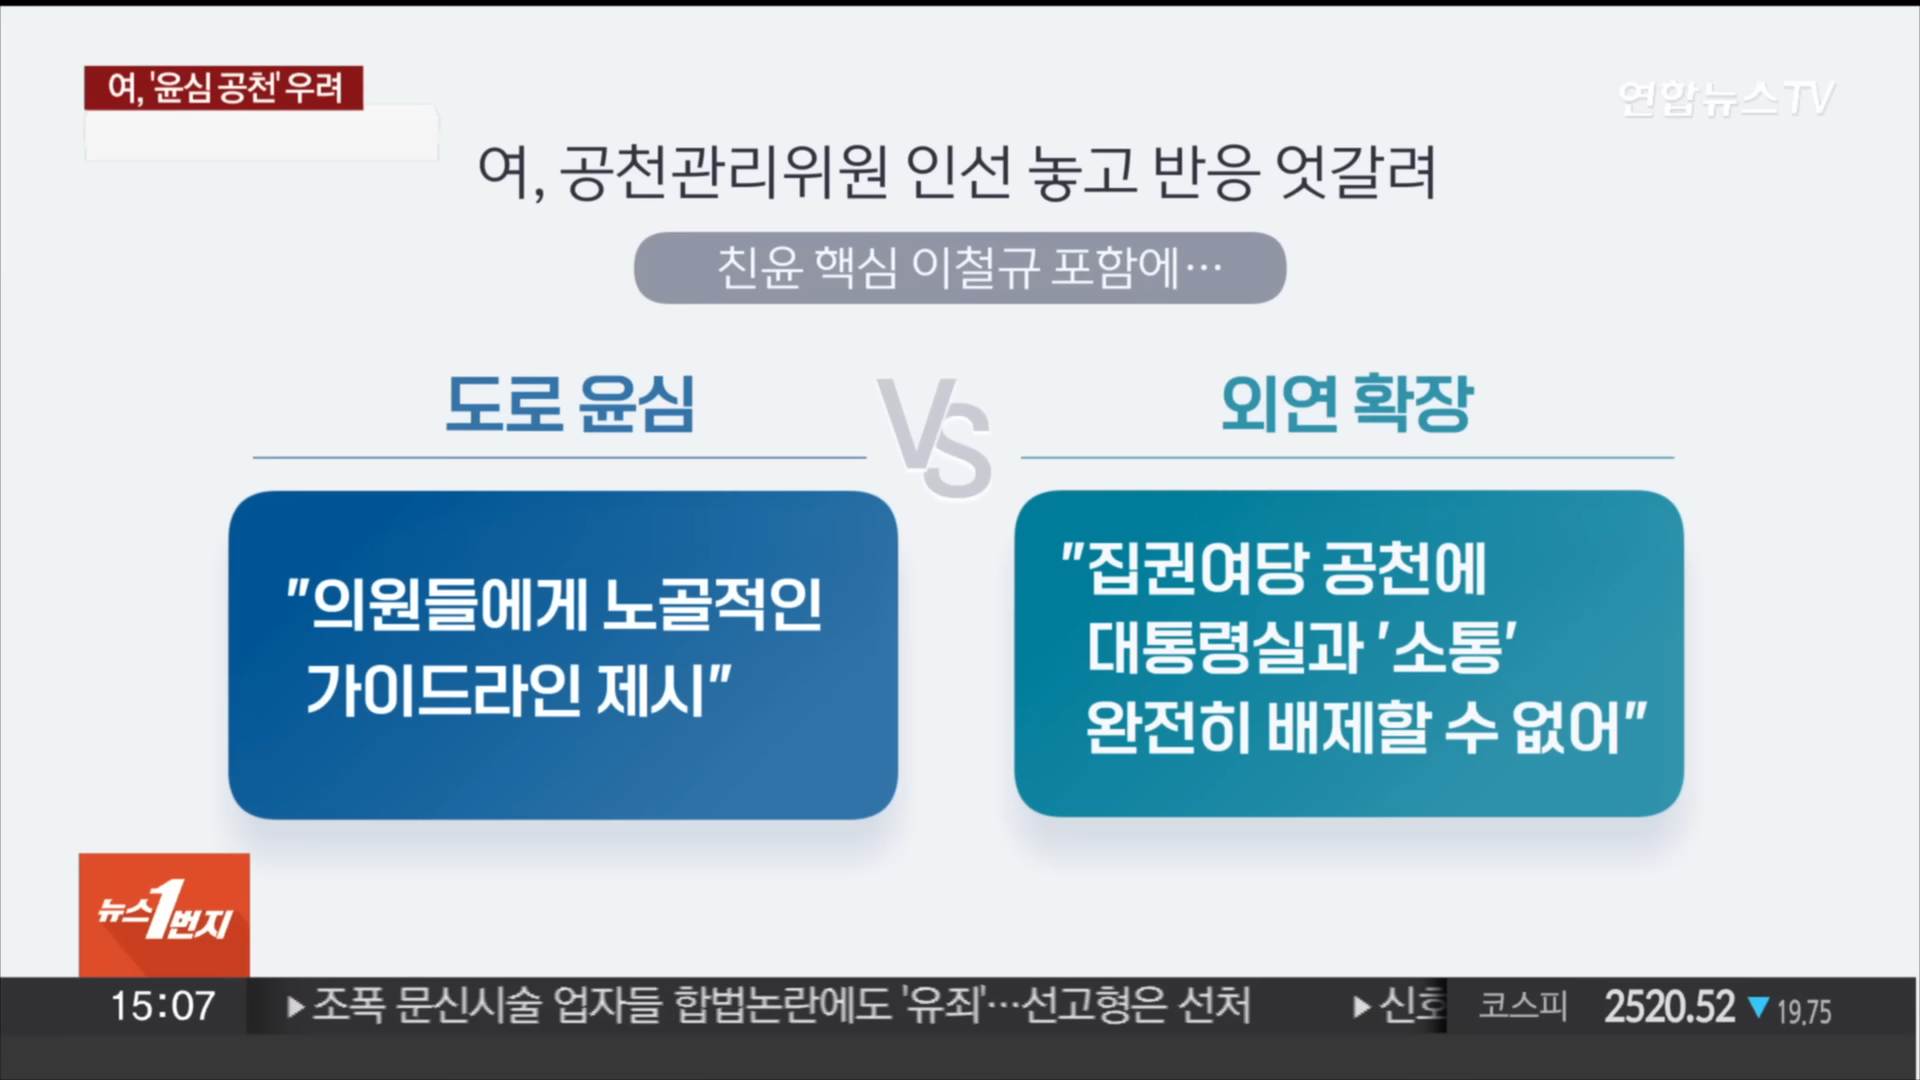 여, '윤심 공천' 우려
연합뉴스TV
여, 공천관리위원 인선 놓고 반응 엇갈려
친윤 핵심 이철규 포함에…
도로 윤심
VS
외연 확장
"의원들에게 노골적인
가이드라인 제시"
"집권여당 공천에
대통령실과 '소통'
완전히 배제할 수 없어"
뉴스1번지
15:07
▶조폭 문신시술 업자들 합법논란에도 '유죄'…선고형은 선처
▶신호
코스피 2520.52 ▼ 19.75